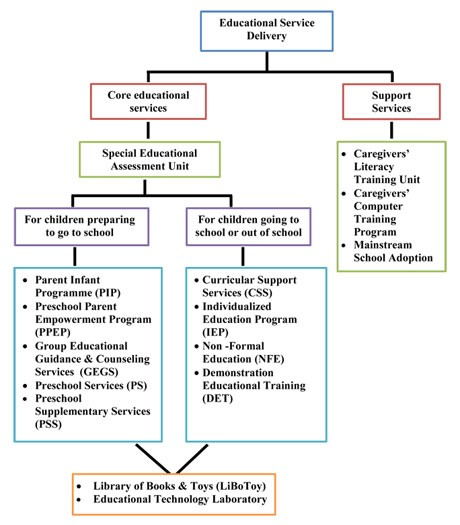 Educational Service
Delivery
Core educational
services
Support
Services
Special Educational
Assessment Unit
• Caregivers’
Literacy
Training Unit
• Caregivers’
Computer
Training
Program
• Mainstream
School Adoption
For children preparing
to go to school
For children going to
school or out of school
• Parent Infant
Programme (PIP)
• Preschool Parent
Empowerment Program
(PPEP)
• Group Educational
Guidance & Counseling
Services (GEGS)
• Preschool Services (PS)
• Preschool
Supplementary Services
(PSS)
• Curricular Support
Services (CSS)
• Individualized
Education Program
(IEP)
• Non -Formal
Education (NFE)
• Demonstration
Educational Training
(DET)
• Library of Books & Toys (LiBoToy)
• Educational Technology Laboratory